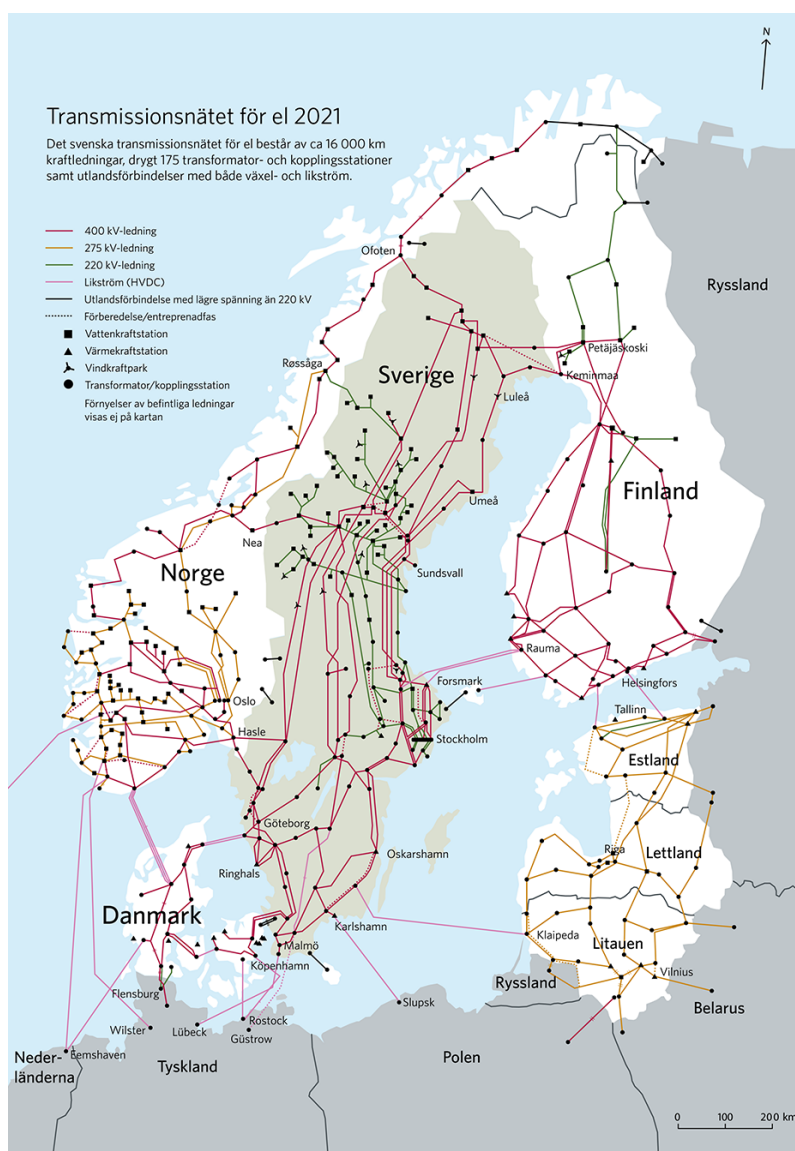 N
Transmissionsnätet för el 2021
Det svenska transmissionsnätet för el består av ca 16 000 km
kraftledningar, drygt 175 transformator- och kopplingsstationer
samt utlandsförbindelser med både växel- och likström.
400 kV-ledning
275 kV-ledning
220 kV-ledning
Likström (HVDC)
Utlandsförbindelse med lägre spänning än 220 kV
Förberedelse/entreprenadfas
Vattenkraftstation
Värmekraftstation
Vindkraftpark
Transformator/kopplingsstation
Förnyelser av befintliga ledningar
visas ej på kartan
Ofoten
Ryssland
Røssåga
Petäjäskoski
Sverige
Keminmaa
Luleå
Finland
Umeå
Nea
Norge
Sundsvall
Rauma
Forsmark
Helsingfors
Oslo
Tallinn
Hasle
Stockholm
Estland
Göteborg
Oskarshamn
Riga
Lettland
Ringhals
Danmark
Karlshamn
Klaipeda
Litauen
Malmö
Köpenhamn
Vilnius
Ryssland
Flensburg
Slupsk
Belarus
Rostock
Wilster
Lübeck
Güstrow
Eemshaven
Neder-
länderna
Tyskland
Polen
0 100 200 km